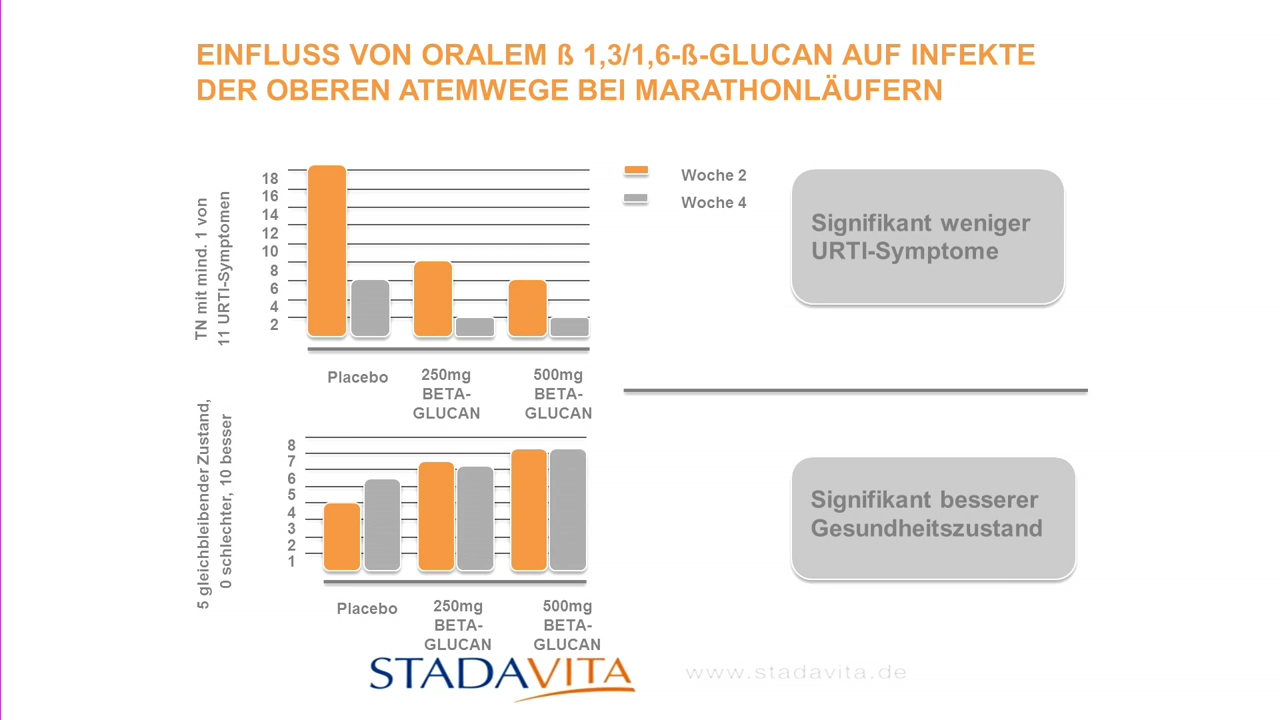 EINFLUSS VON ORALEM ß 1,3/1,6-ß-GLUCAN AUF INFEKTE
DER OBEREN ATEMWEGE BEI MARATHONLÄUFERN
TN mit mind. 1 von
11 URTI-Symptomen
18
16
14
12
10
8
6
4
2
Placebo
250mg
BETA-
GLUCAN
500mg
BETA-
GLUCAN
Woche 2
Woche 4
Signifikant weniger
URTI-Symptome
5 gleichbleibender Zustand,
0 schlechter, 10 besser
8
7
6
5
4
3
2
1
Placebo
250mg
BETA-
GLUCAN
500mg
BETA-
GLUCAN
Signifikant besserer
Gesundheitszustand
STADAVITA
www.stadavita.de